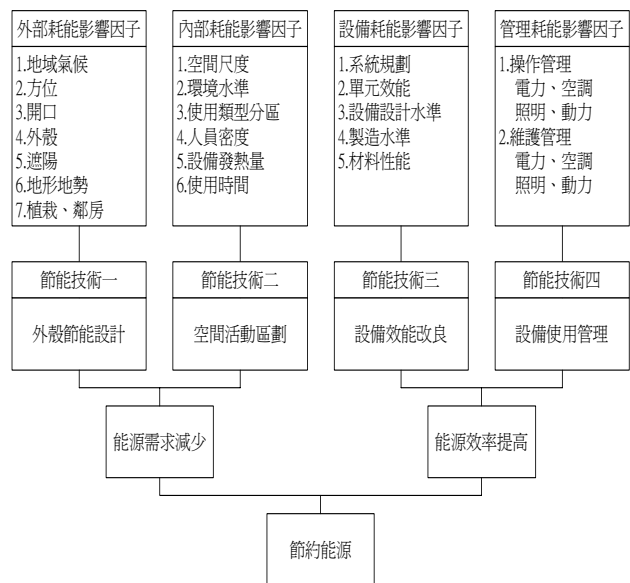 外部耗能影響因子
1.地域氣候
2.方位
3.開口
4.外殼
5.遮陽
6.地形地勢
7.植栽、鄰房
內部耗能影響因子
1.空間尺度
2.環境水準
3.使用類型分區
4.人員密度
5.設備發熱量
6.使用時間
設備耗能影響因子
1.系統規劃
2.單元效能
3.設備設計水準
4.製造水準
5.材料性能
管理耗能影響因子
1.操作管理
電力、空調
照明、動力
2.維護管理
電力、空調
照明、動力
節能技術一
外殼節能設計
節能技術二
空間活動區劃
節能技術三
設備效能改良
節能技術四
設備使用管理
能源需求減少
能源效率提高
節約能源